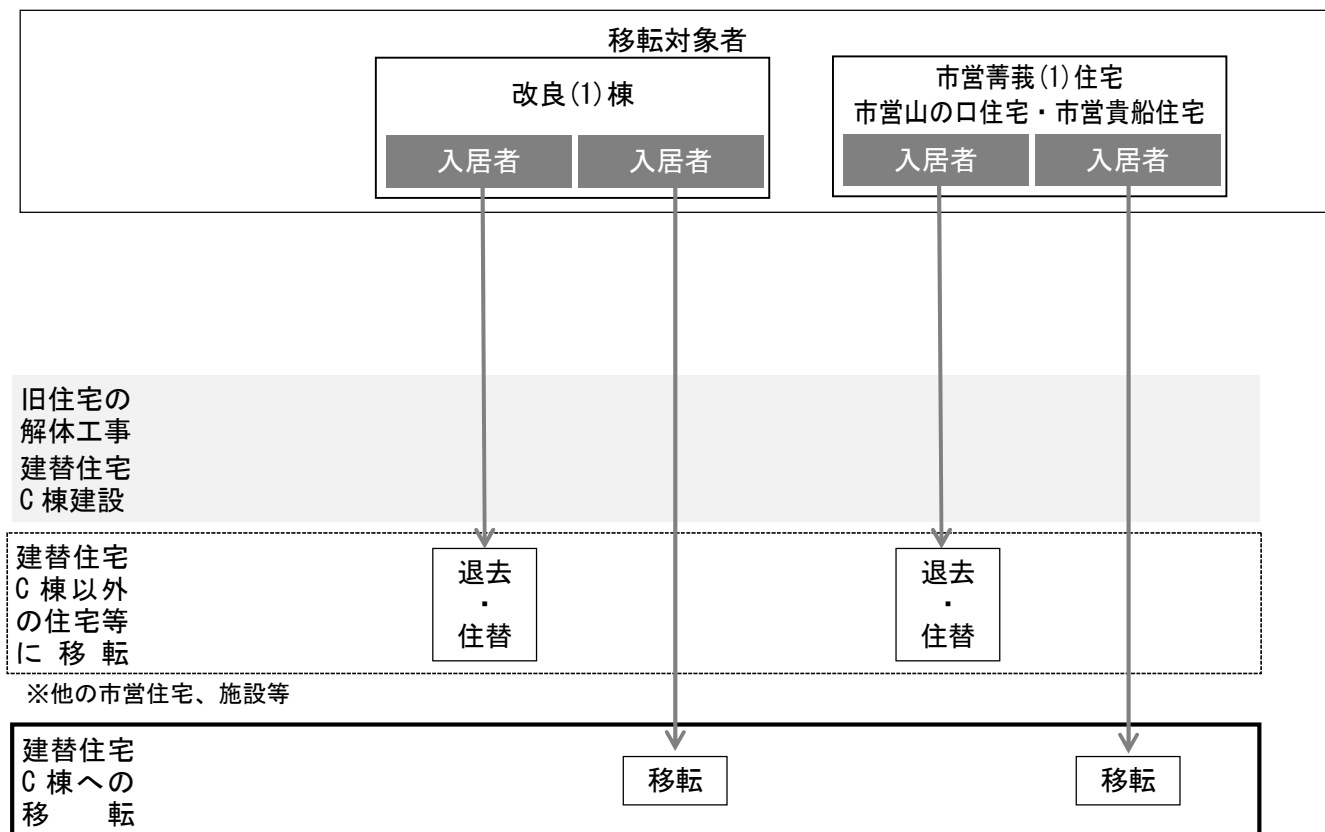 移転対象者
改良(1)棟
入居者
入居者
市営菁莪(1)住宅
市営山の口住宅・市営貴船住宅
入居者
入居者
旧住宅の
解体工事
建替住宅
C棟建設
建替住宅
C棟以外
の住宅等
に移転
退去
・
住替
退去
・
住替
※他の市営住宅、施設等
建替住宅
C棟への
移転
移転
移転